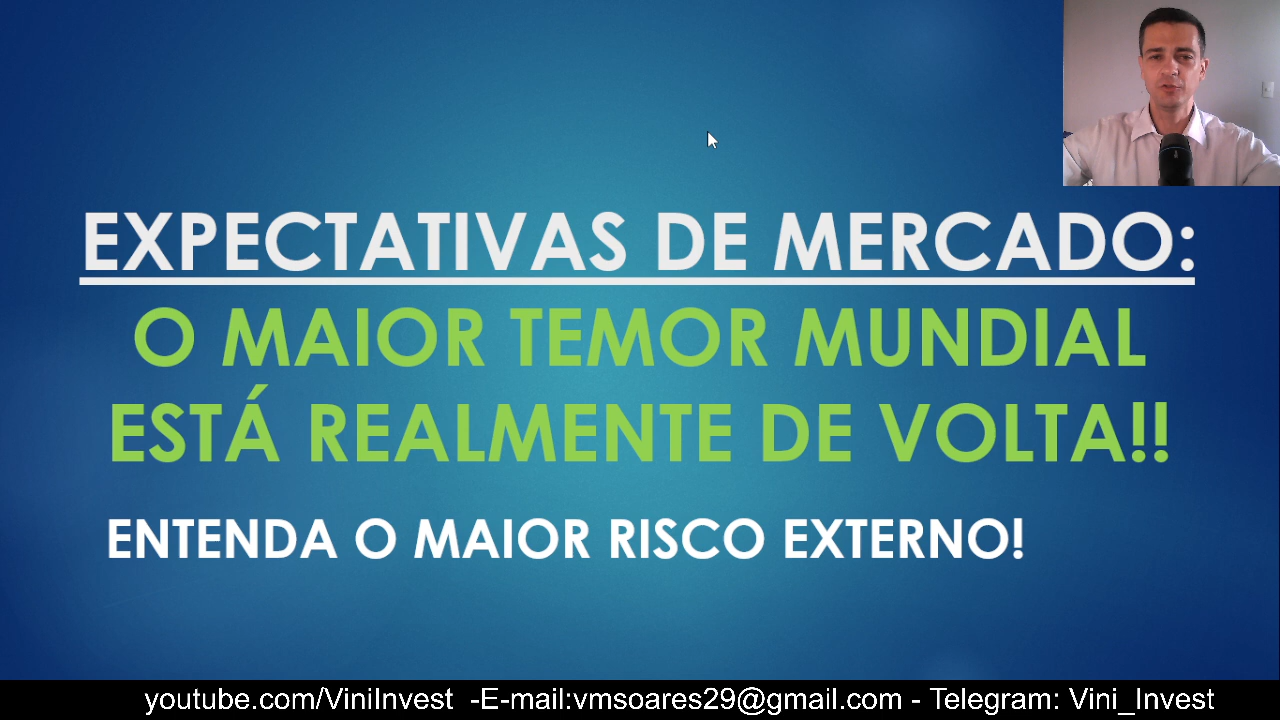 EXPECTATIVAS DE MERCADO:
O MAIOR TEMOR MUNDIAL
ESTÁ REALMENTE DE VOLTA!!
ENTENDA O MAIOR RISCO EXTERNO!
youtube.com/ViniInvest -E-mail:vmsoares29@gmail.com - Telegram: Vini_Invest